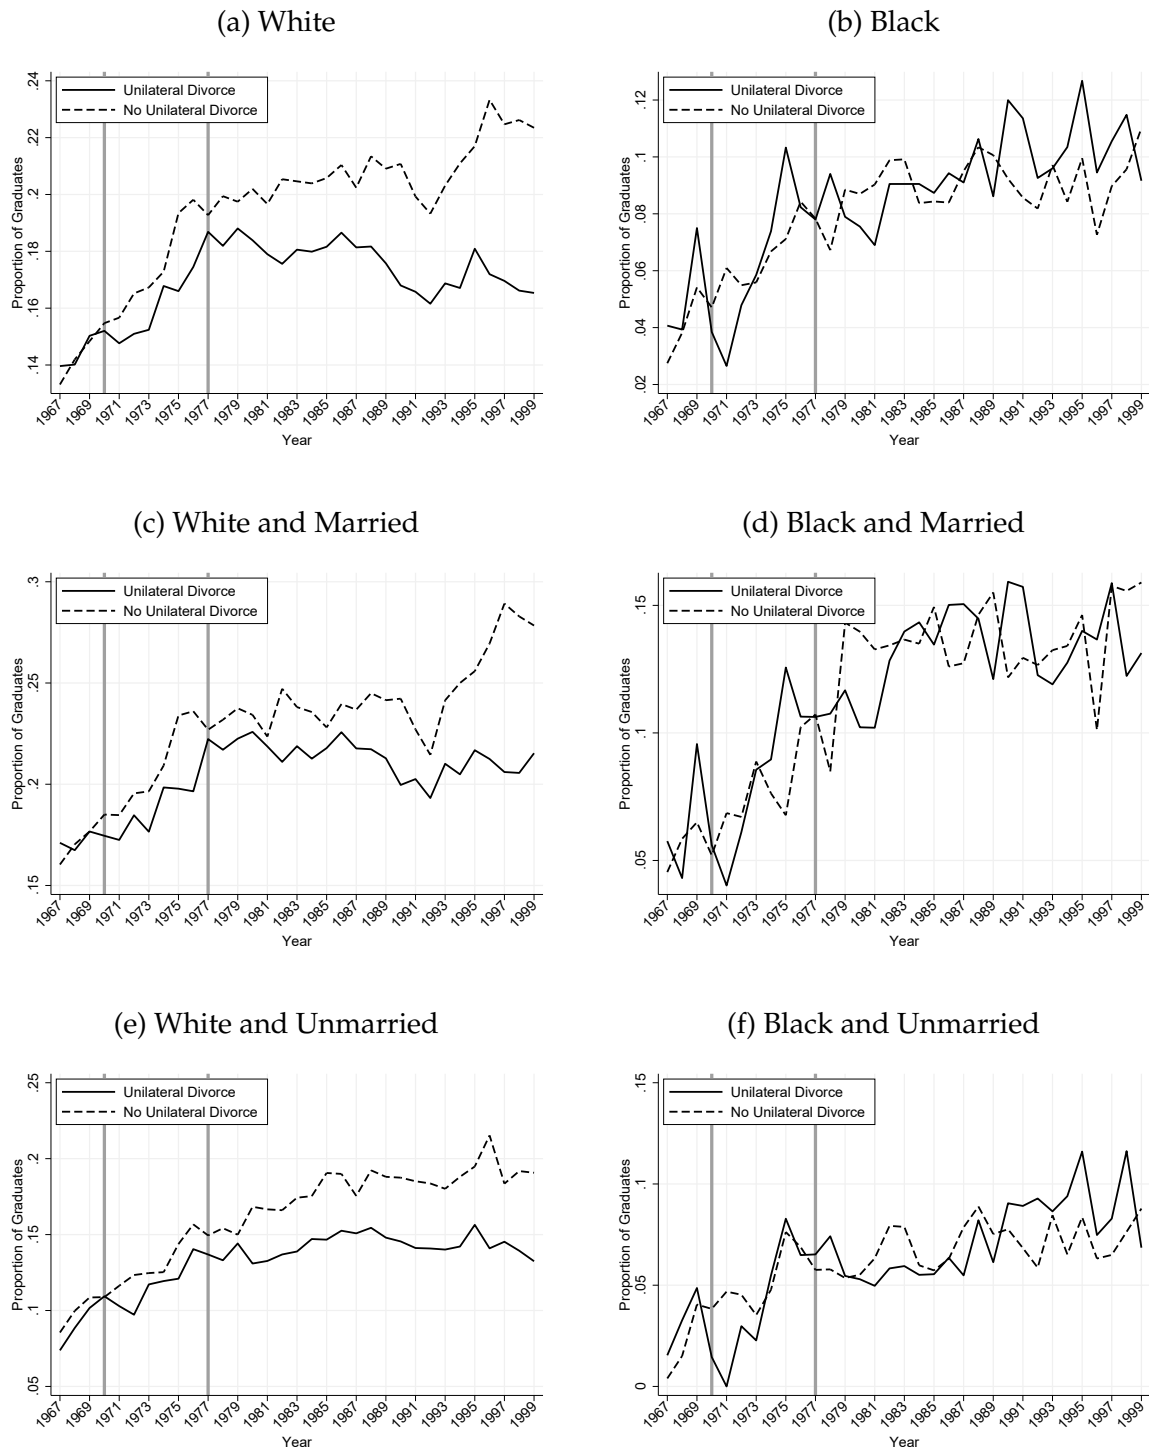 (a) White
Unilateral Divorce
No Unilateral Divorce
Proportion of Graduates
.24
.22
.2
.18
.16
.14
1967 1969 1971 1973 1975 1977 1979 1981 1983 1985 1987 1989 1991 1993 1995 1997 1999
Year
(b) Black
Unilateral Divorce
No Unilateral Divorce
Proportion of Graduates
.12
.1
.08
.06
.04
.02
1967 1969 1971 1973 1975 1977 1979 1981 1983 1985 1987 1989 1991 1993 1995 1997 1999
Year
(c) White and Married
Unilateral Divorce
No Unilateral Divorce
Proportion of Graduates
.3
.25
.2
.15
1967 1969 1971 1973 1975 1977 1979 1981 1983 1985 1987 1989 1991 1993 1995 1997 1999
Year
(d) Black and Married
Unilateral Divorce
No Unilateral Divorce
Proportion of Graduates
.15
.1
.05
1967 1969 1971 1973 1975 1977 1979 1981 1983 1985 1987 1989 1991 1993 1995 1997 1999
Year
(e) White and Unmarried
Unilateral Divorce
No Unilateral Divorce
Proportion of Graduates
.25
.2
.15
.1
.05
1967 1969 1971 1973 1975 1977 1979 1981 1983 1985 1987 1989 1991 1993 1995 1997 1999
Year
(f) Black and Unmarried
Unilateral Divorce
No Unilateral Divorce
Proportion of Graduates
.15
.1
.05
0
1967 1969 1971 1973 1975 1977 1979 1981 1983 1985 1987 1989 1991 1993 1995 1997 1999
Year